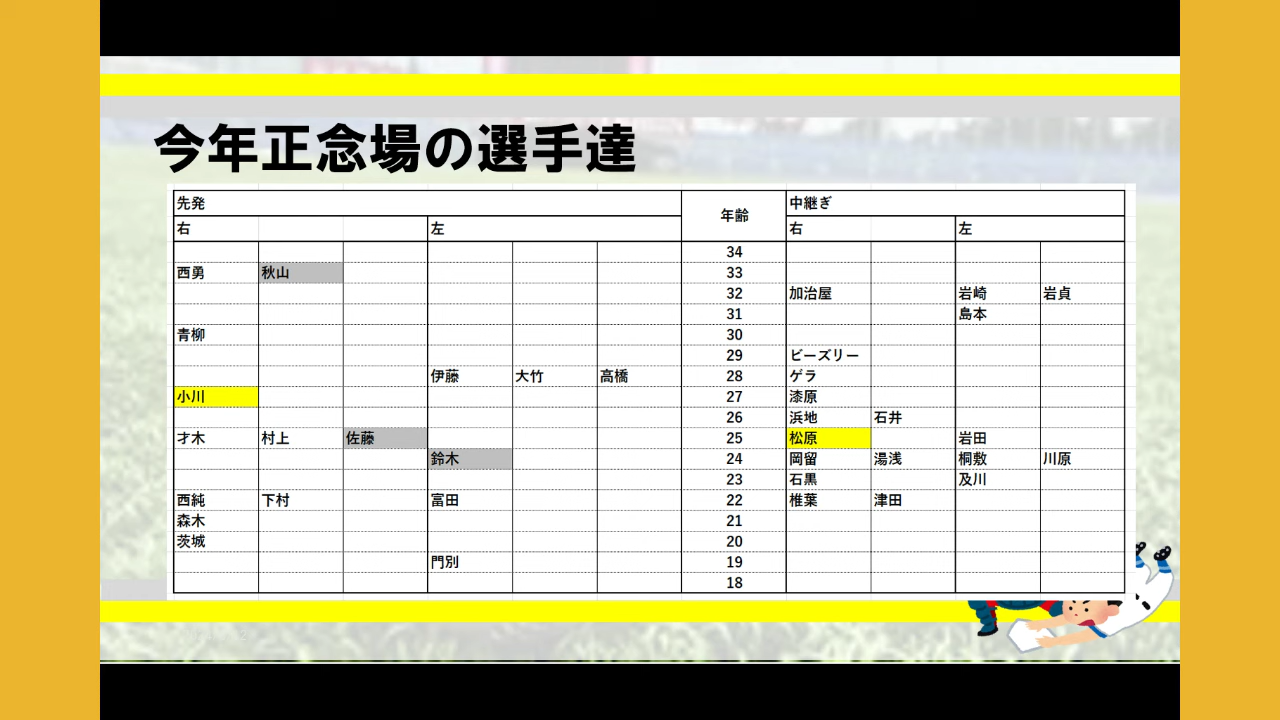 今年正念場の選手達
先発 年齢 中継ぎ
右 左 右 左
34
西勇 秋山 33
32 加治屋 岩崎 岩貞
31 島本
青柳 30
29 ビーズリー
伊藤 大竹 高橋 28 ゲラ
小川 27 漆原
26 浜地 石井
才木 村上 佐藤 25 松原 岩田
鈴木 24 岡留 湯浅 桐敷 川原
23 石黒 及川
西純 下村 富田 22 椎葉 津田
森木 21
茨城 20
門別 19
18